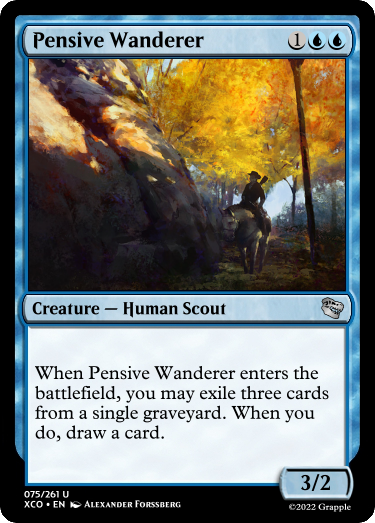 Pensive Wanderer 1
Creature — Human Scout
When Pensive Wanderer enters the
battlefield, you may exile three cards
from a single graveyard. When you
do, draw a card.
3/2
075/261 U
XCO • EN ALEXANDER FORSSBERG
©2022 Grapple